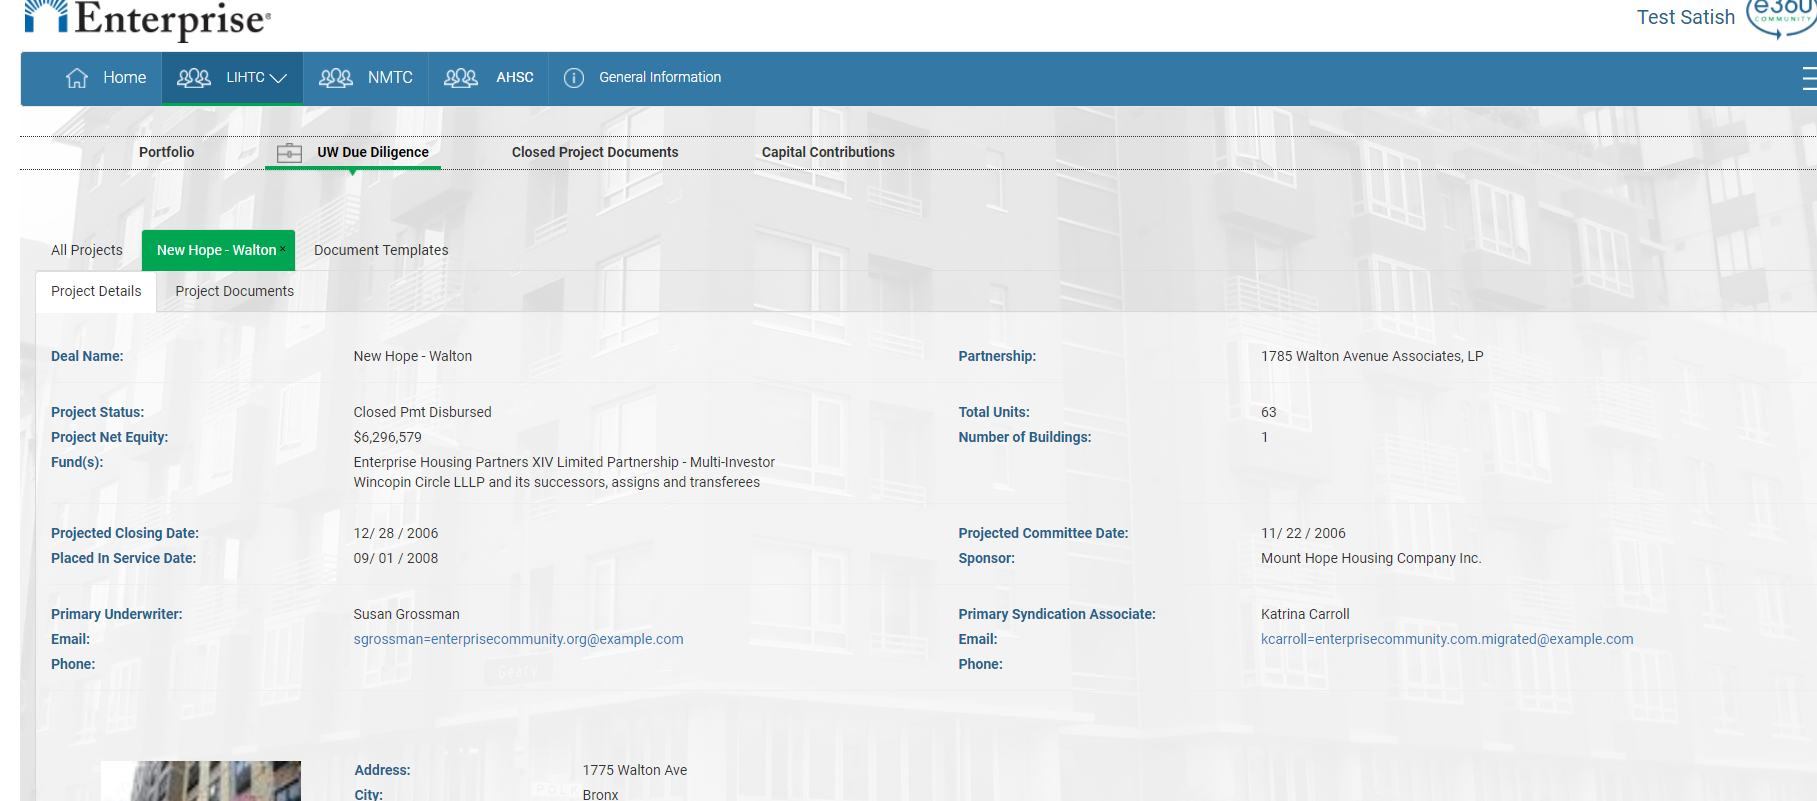 Enterprise
Test Satish
e360
COMMUNITY
Home
LIHTC
NMTC
AHSC
General Information
Portfolio
UW Due Diligence
Closed Project Documents
Capital Contributions
All Projects
New Hope - Walton ×
Document Templates
Project Details
Project Documents
Deal Name: New Hope - Walton
Partnership: 1785 Walton Avenue Associates, LP
Project Status: Closed Pmt Disbursed
Total Units: 63
Project Net Equity: $6,296,579
Number of Buildings: 1
Fund(s): Enterprise Housing Partners XIV Limited Partnership - Multi-Investor
Wincopin Circle LLLP and its successors, assigns and transferees
Projected Closing Date: 12/ 28 / 2006
Projected Committee Date: 11/ 22 / 2006
Placed In Service Date: 09/ 01 / 2008
Sponsor: Mount Hope Housing Company Inc.
Primary Underwriter: Susan Grossman
Primary Syndication Associate: Katrina Carroll
Email: sgrossman=enterprisecommunity.org@example.com
Email: kcarroll=enterprisecommunity.com.migrated@example.com
Phone:
Phone:
Geary
Address: 1775 Walton Ave
POLK
City: Bronx